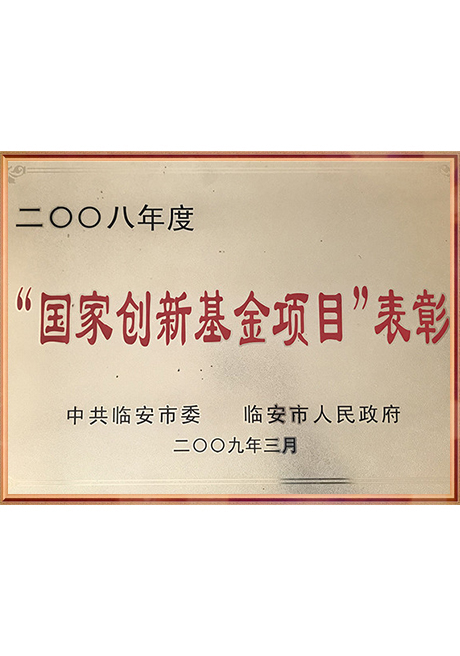 二〇〇八年度
“国家创新基金项目”表彰
中共临安市委 临安市人民政府
二〇〇九年三月